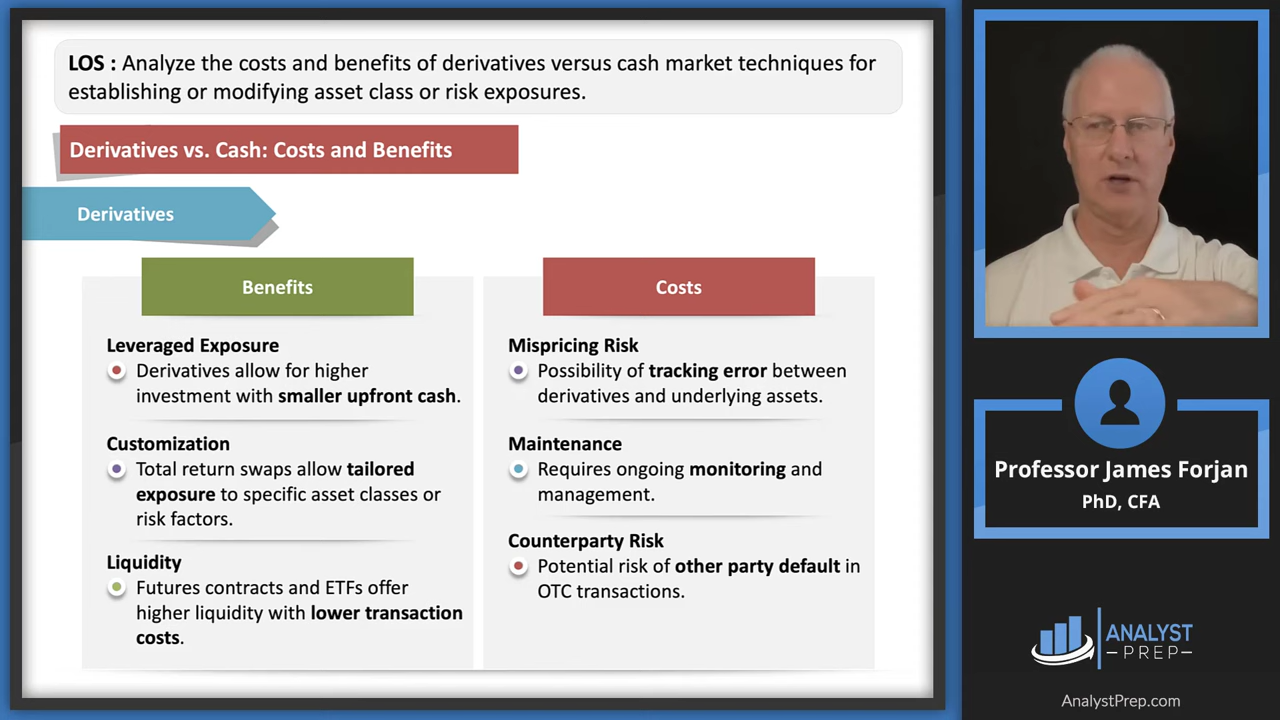 LOS : Analyze the costs and benefits of derivatives versus cash market techniques for
establishing or modifying asset class or risk exposures.
Derivatives vs. Cash: Costs and Benefits
Derivatives
Benefits
Leveraged Exposure
Derivatives allow for higher
investment with smaller upfront cash.
Customization
Total return swaps allow tailored
exposure to specific asset classes or
risk factors.
Liquidity
Futures contracts and ETFs offer
higher liquidity with lower transaction
costs.
Costs
Mispricing Risk
Possibility of tracking error between
derivatives and underlying assets.
Maintenance
Requires ongoing monitoring and
management.
Counterparty Risk
Potential risk of other party default in
OTC transactions.
Professor James Forjan
PhD, CFA
ANALYST
PREP
AnalystPrep.com